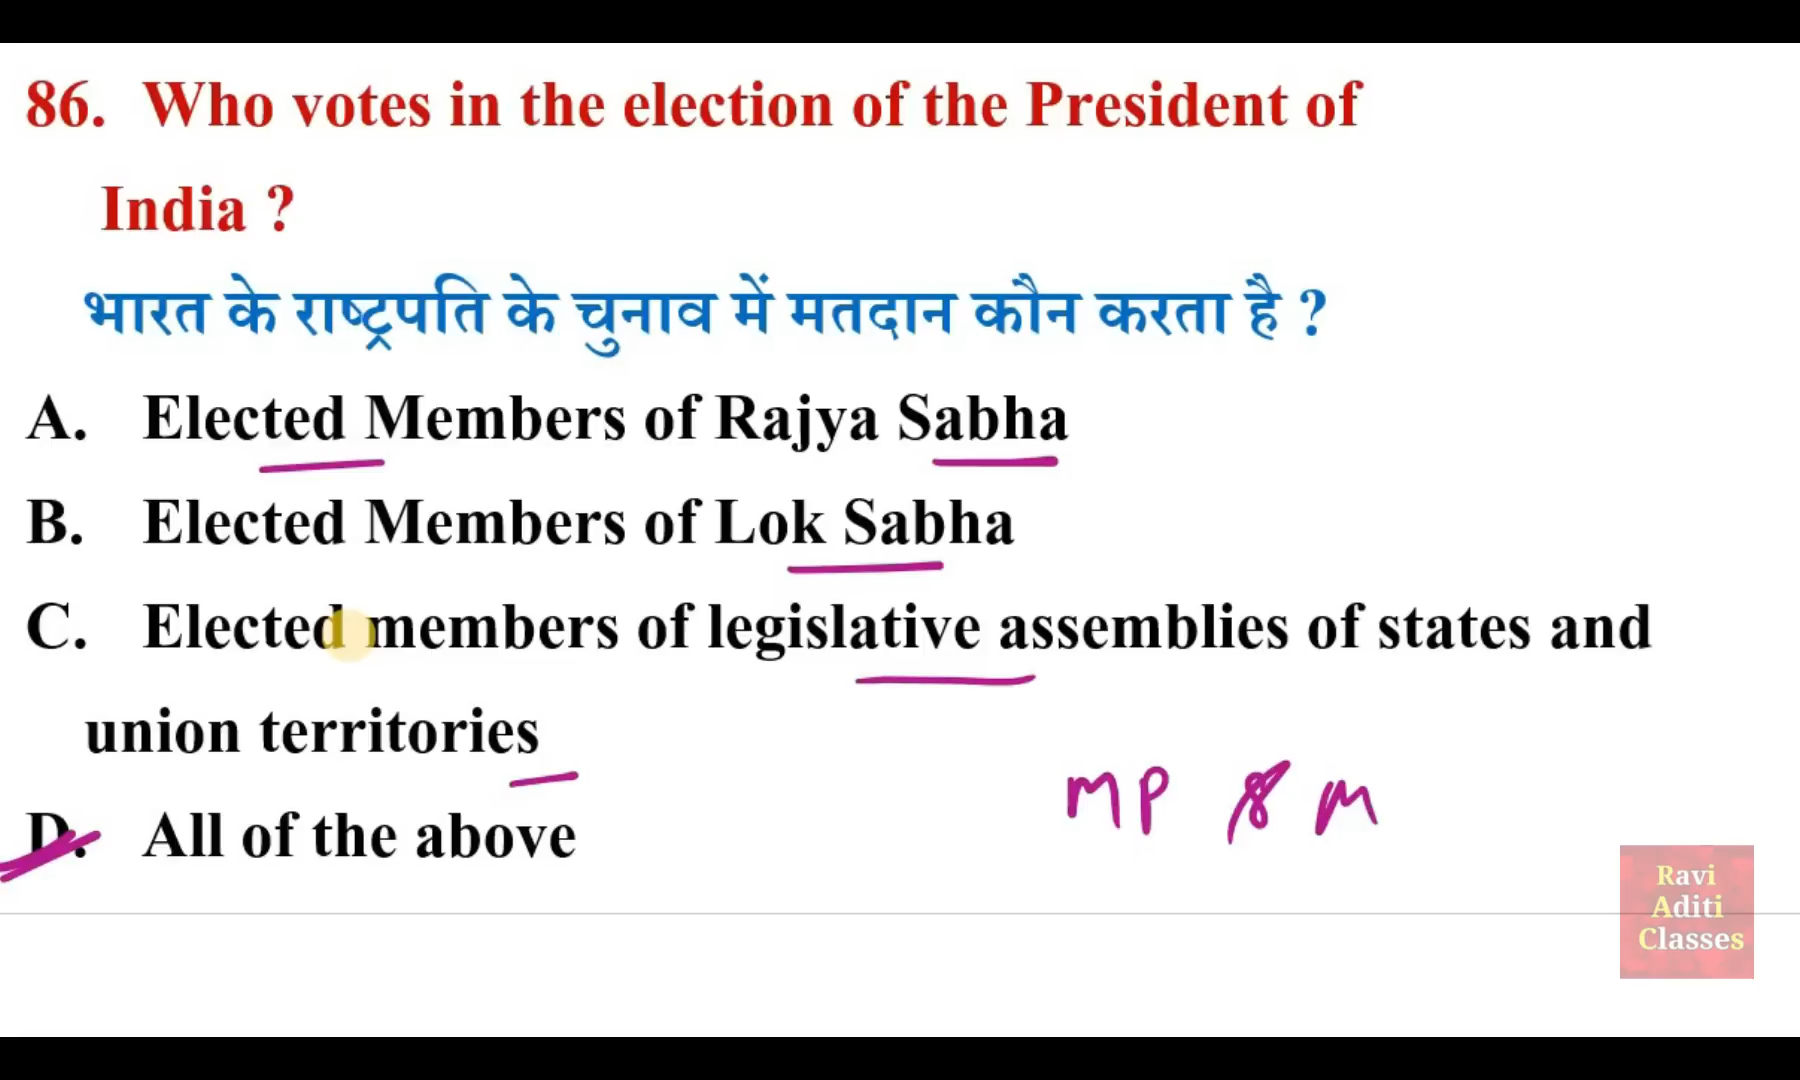 86. Who votes in the election of the President of
India ?
भारत के राष्ट्रपति के चुनाव में मतदान कौन करता है ?
A. Elected Members of Rajya Sabha
B. Elected Members of Lok Sabha
C. Elected members of legislative assemblies of states and
union territories
D. All of the above
MP & M
Ravi
Aditi
Classes